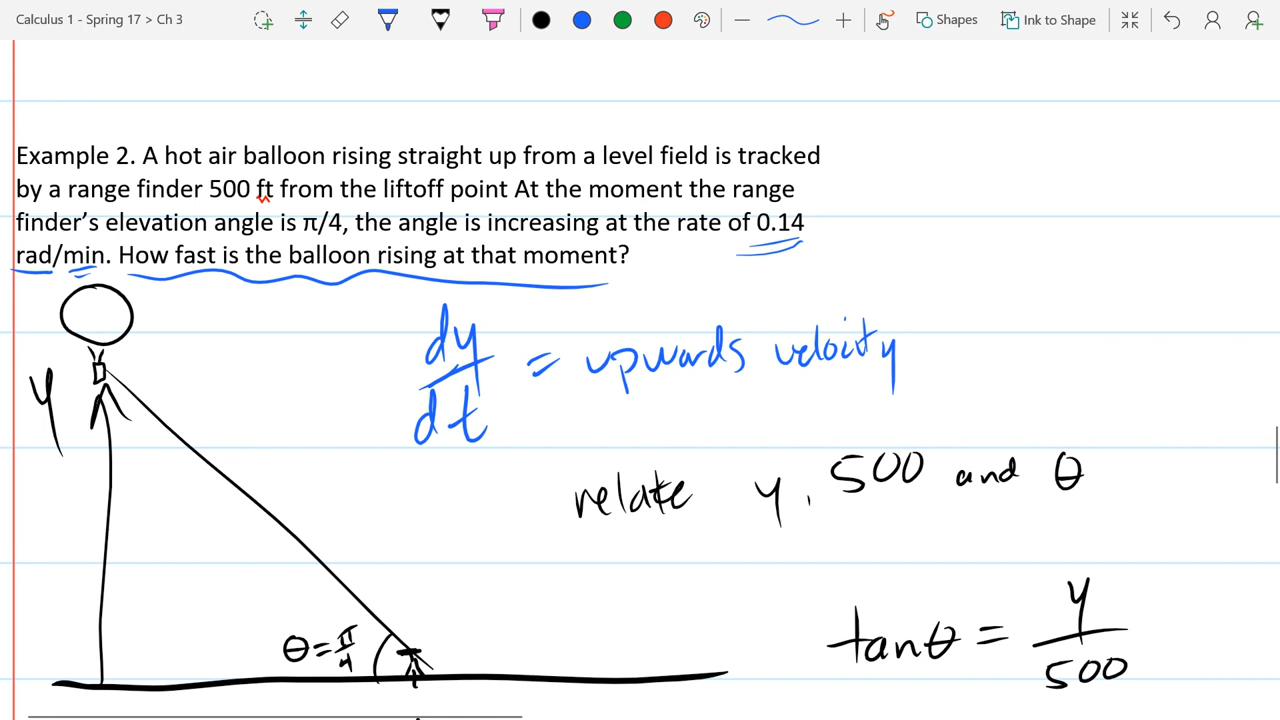 Calculus 1 - Spring 17 > Ch 3
Shapes
Ink to Shape
Example 2. A hot air balloon rising straight up from a level field is tracked
by a range finder 500 ft from the liftoff point At the moment the range
finder's elevation angle is π/4, the angle is increasing at the rate of 0.14
rad/min. How fast is the balloon rising at that moment?
dy/dt = upwards velocity
y
relate y, 500 and θ
θ = π/4
tanθ = y/500